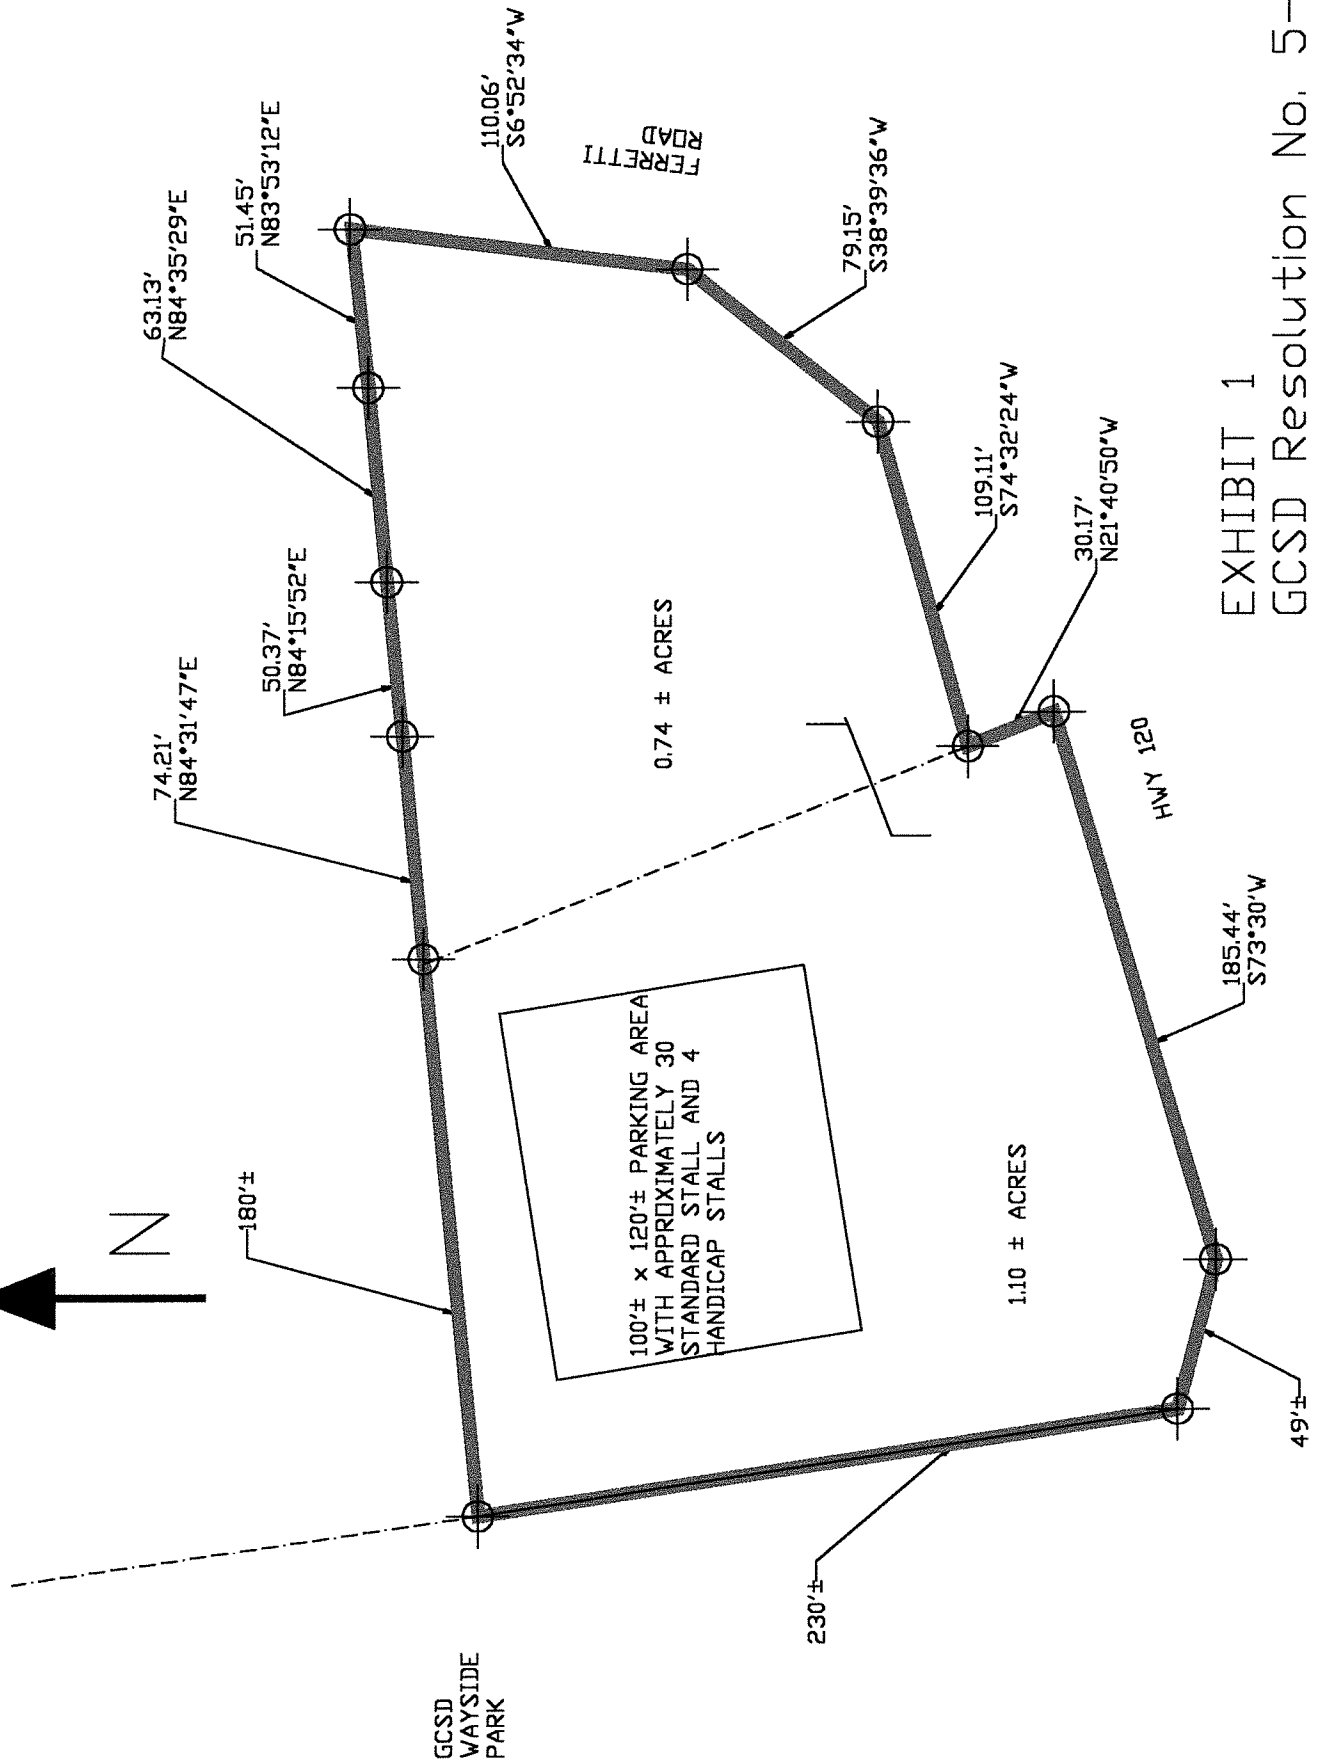 N
GCSD
WAYSIDE
PARK
180'±
74.21'
N84°31'47"E
50.37'
N84°15'52"E
63.13'
N84°35'29"E
51.45'
N83°53'12"E
110.06'
S6°52'34"W
FERRETTI
ROAD
79.15'
S38°39'36"W
109.11'
S74°32'24"W
30.17'
N21°40'50"W
0.74 ± ACRES
100'± x 120'± PARKING AREA
WITH APPROXIMATELY 30
STANDARD STALL AND 4
HANDICAP STALLS
1.10 ± ACRES
HWY 120
185.44'
S73°30'W
49'±
230'±
EXHIBIT 1
GCSD Resolution No. 5-